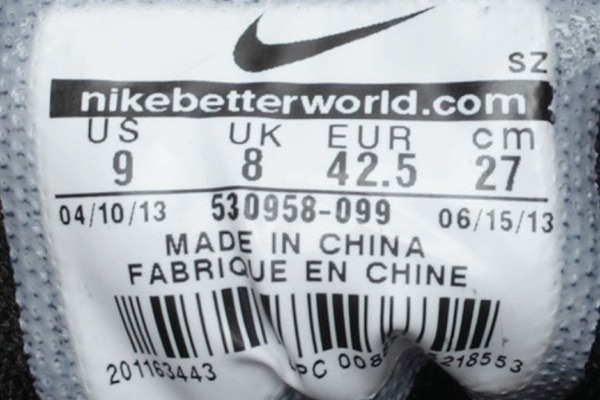 SZ
nikebetterworld.com
US UK EUR cm
9 8 42.5 27
04/10/13 530958-099 06/15/13
MADE IN CHINA
FABRIQUE EN CHINE
201163443